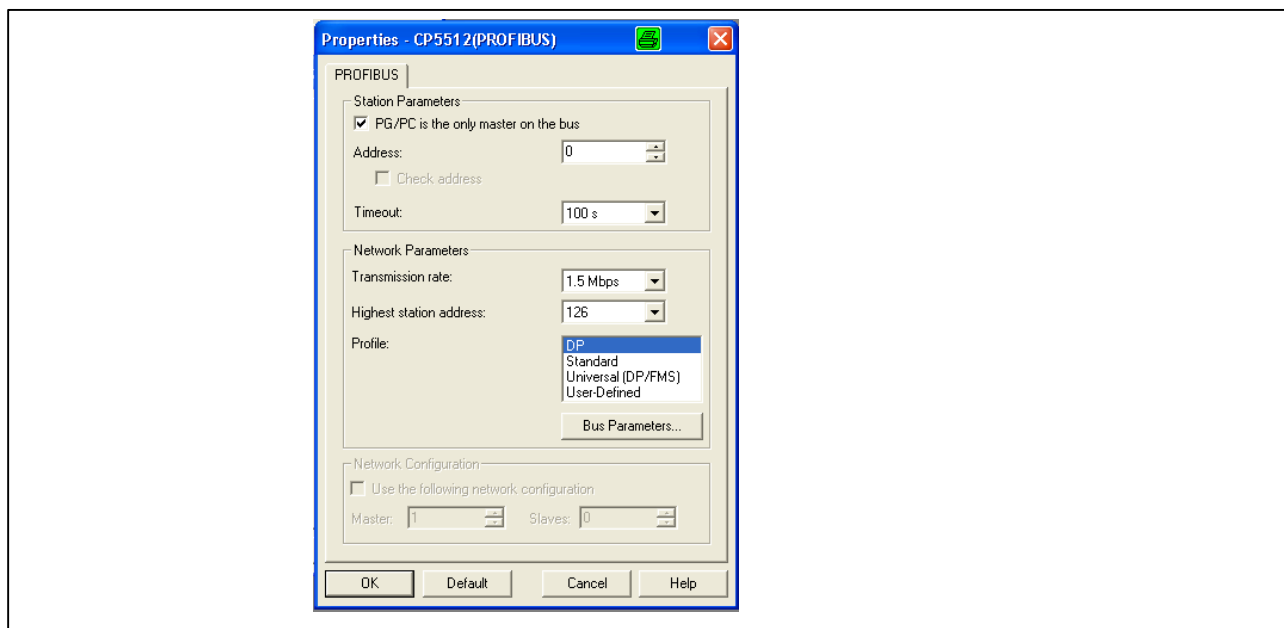 Properties - CP5512(PROFIBUS)
PROFIBUS
Station Parameters
PG/PC is the only master on the bus
Address: 0
Check address
Timeout: 100 s
Network Parameters
Transmission rate: 1.5 Mbps
Highest station address: 126
Profile: DP
Standard
Universal (DP/FMS)
User-Defined
Bus Parameters...
Network Configuration
Use the following network configuration
Master: 1 Slaves: 0
OK Default Cancel Help